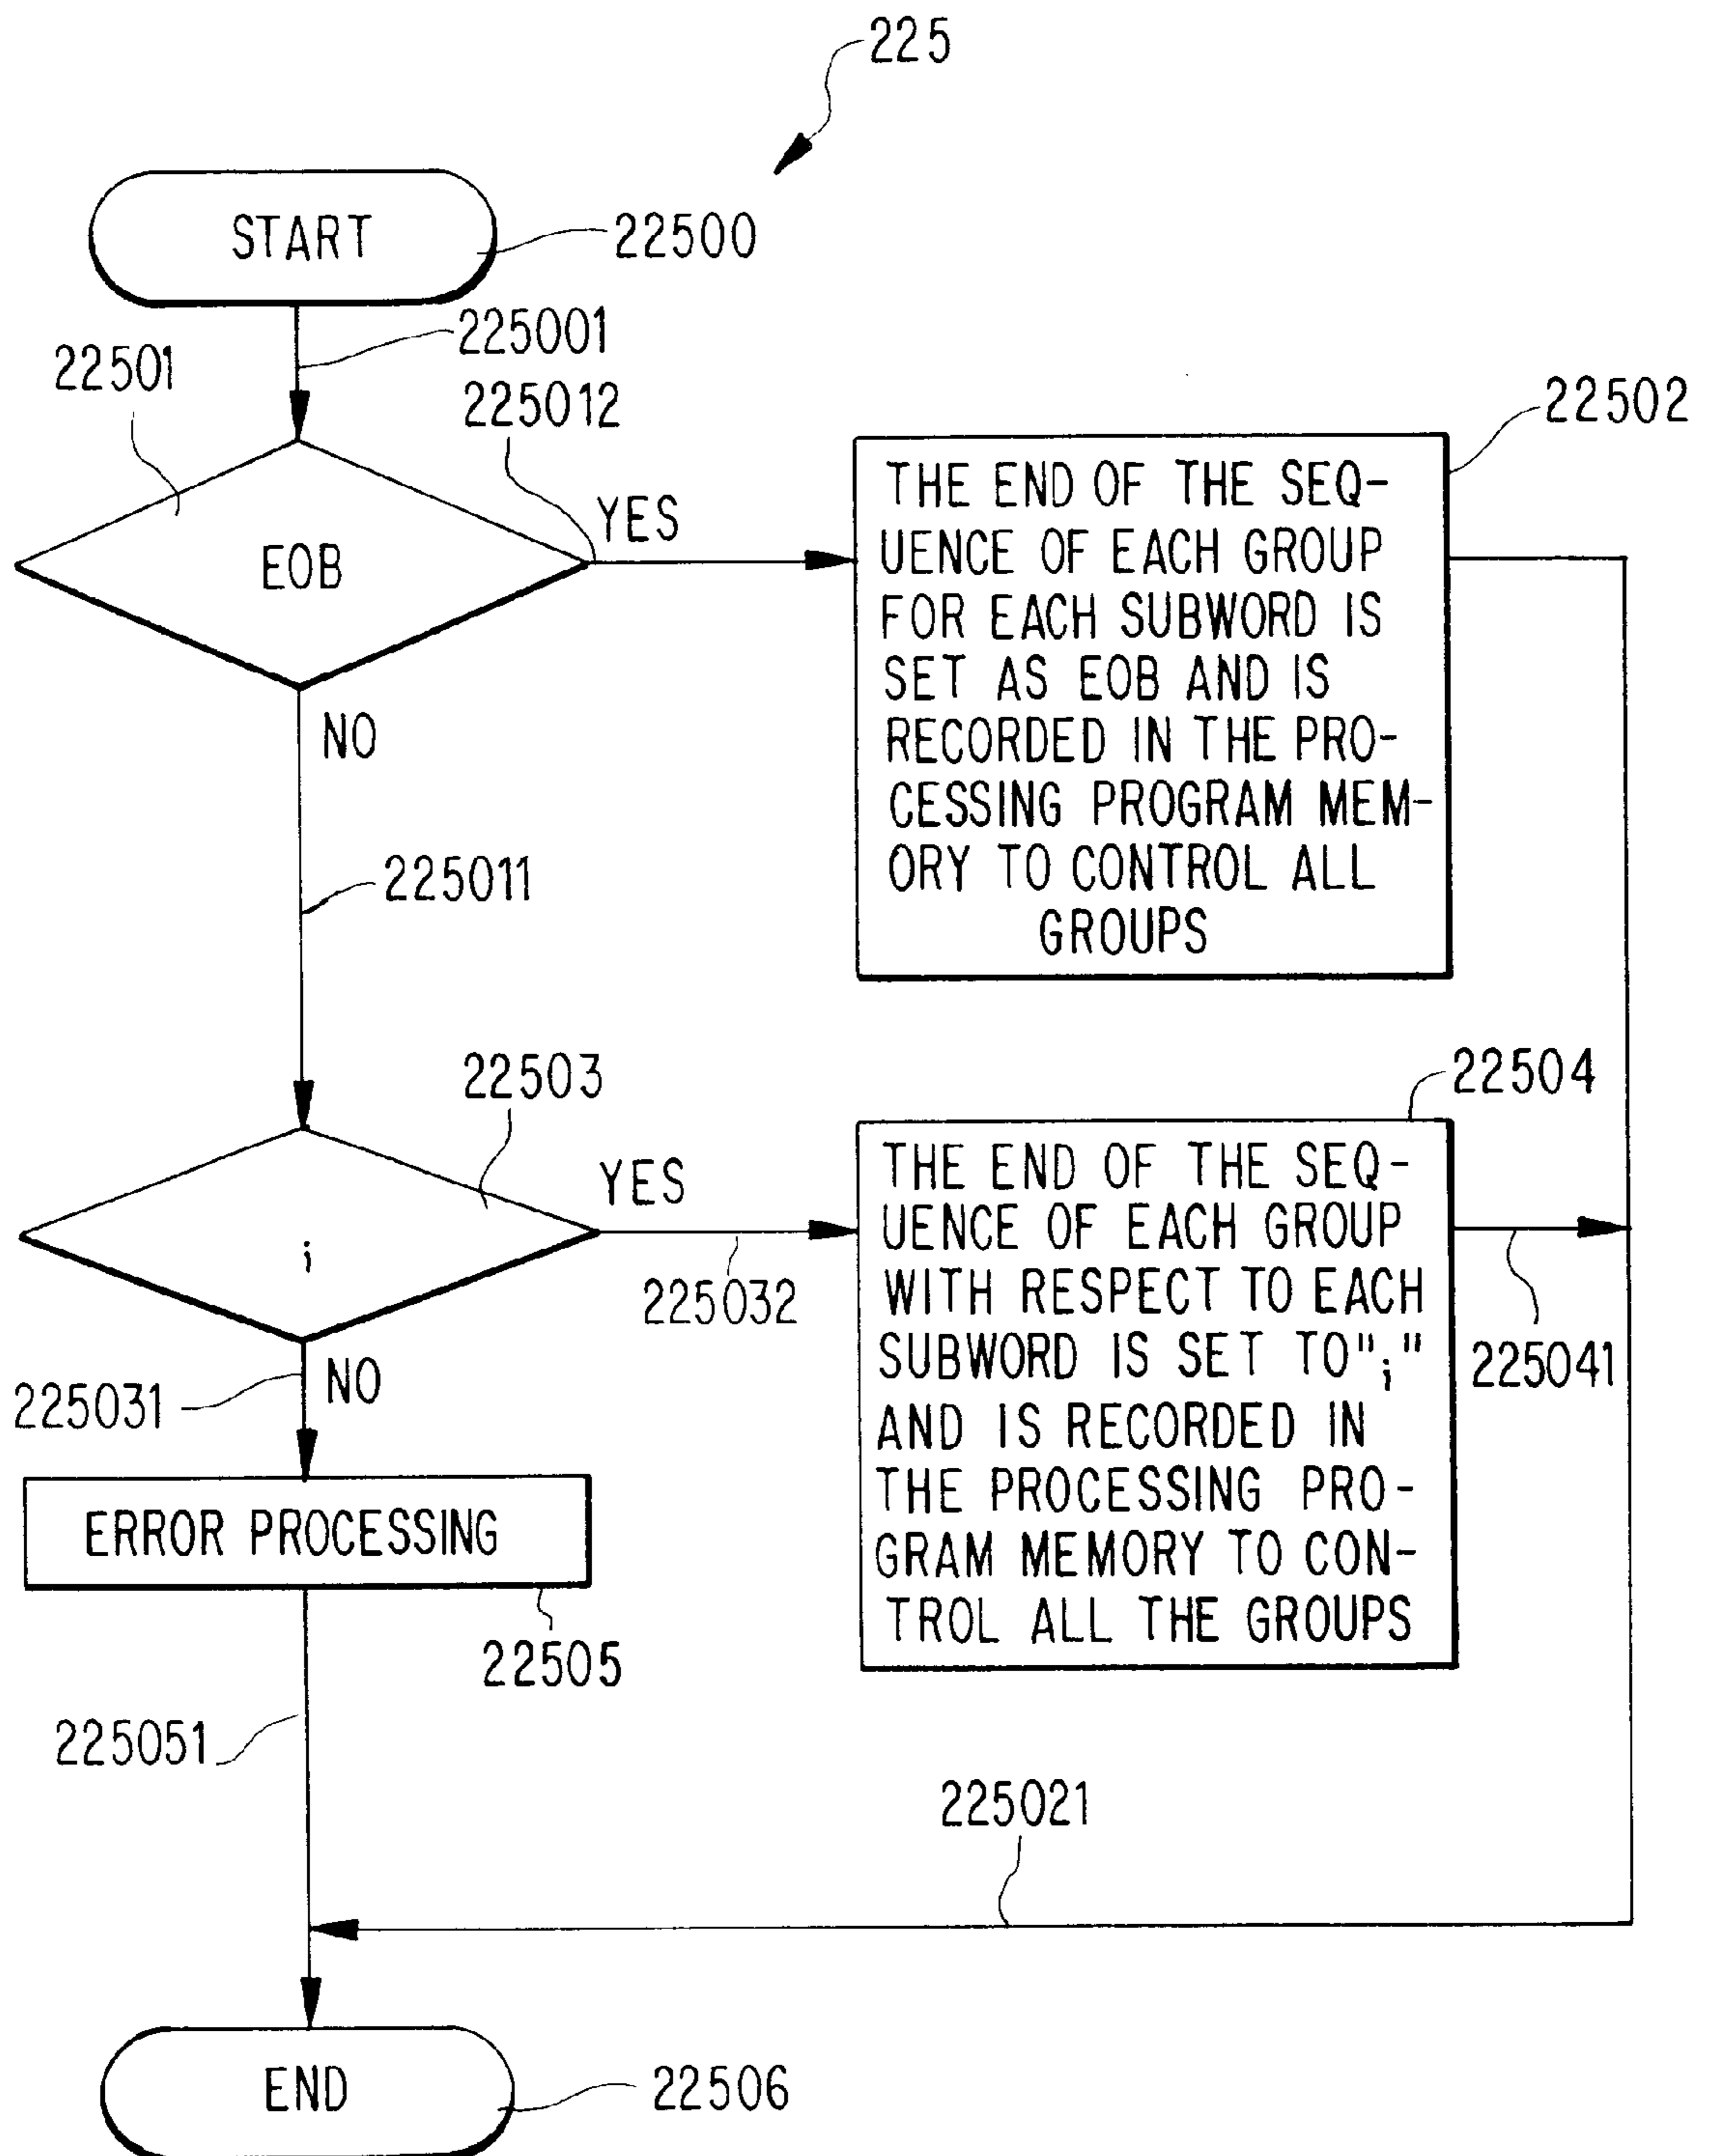 225
START
22500
225001
22501
225012
YES
22502
EOB
THE END OF THE SEQ-
UENCE OF EACH GROUP
FOR EACH SUBWORD IS
SET AS EOB AND IS
RECORDED IN THE PRO-
CESSING PROGRAM MEM-
ORY TO CONTROL ALL
GROUPS
NO
225011
22503
22504
YES
;
225032
THE END OF THE SEQ-
UENCE OF EACH GROUP
WITH RESPECT TO EACH
SUBWORD IS SET TO ";"
AND IS RECORDED IN
THE PROCESSING PRO-
GRAM MEMORY TO CON-
TROL ALL THE GROUPS
225041
225031
NO
ERROR PROCESSING
22505
225051
225021
END
22506